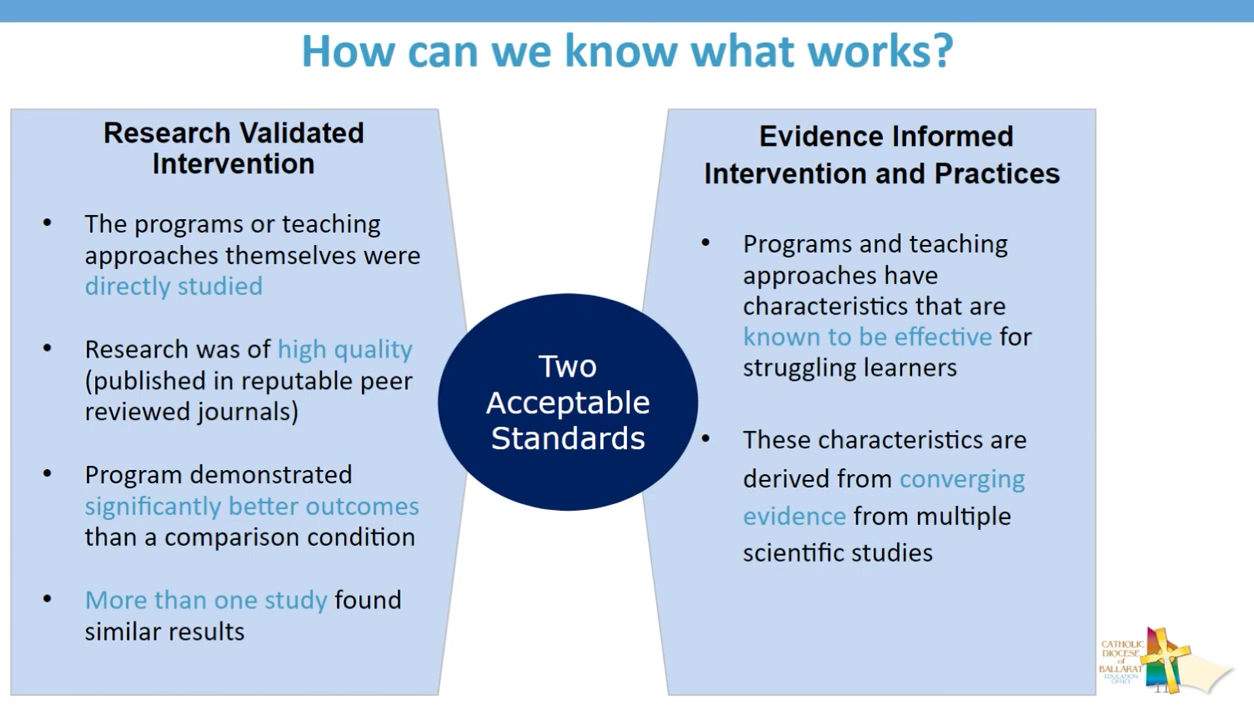 How can we know what works?
Research Validated
Intervention
• The programs or teaching
approaches themselves were
directly studied
• Research was of high quality
(published in reputable peer
reviewed journals)
• Program demonstrated
significantly better outcomes
than a comparison condition
• More than one study found
similar results
Two
Acceptable
Standards
Evidence Informed
Intervention and Practices
• Programs and teaching
approaches have
characteristics that are
known to be effective for
struggling learners
• These characteristics are
derived from converging
evidence from multiple
scientific studies
CATHOLIC
DIOCESE
of
BALLARAT
EDUCATION
OFFICE
11